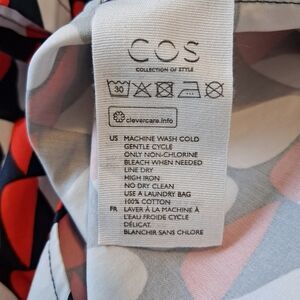 COS
COLLECTION OF STYLE
30
clevercare.info
US MACHINE WASH COLD
GENTLE CYCLE
ONLY NON-CHLORINE
BLEACH WHEN NEEDED
LINE DRY
HIGH IRON
NO DRY CLEAN
USE A LAUNDRY BAG
100% COTTON
FR LAVER À LA MACHINE À
L'EAU FROIDE CYCLE
DÉLICAT.
BLANCHIR SANS CHLORE